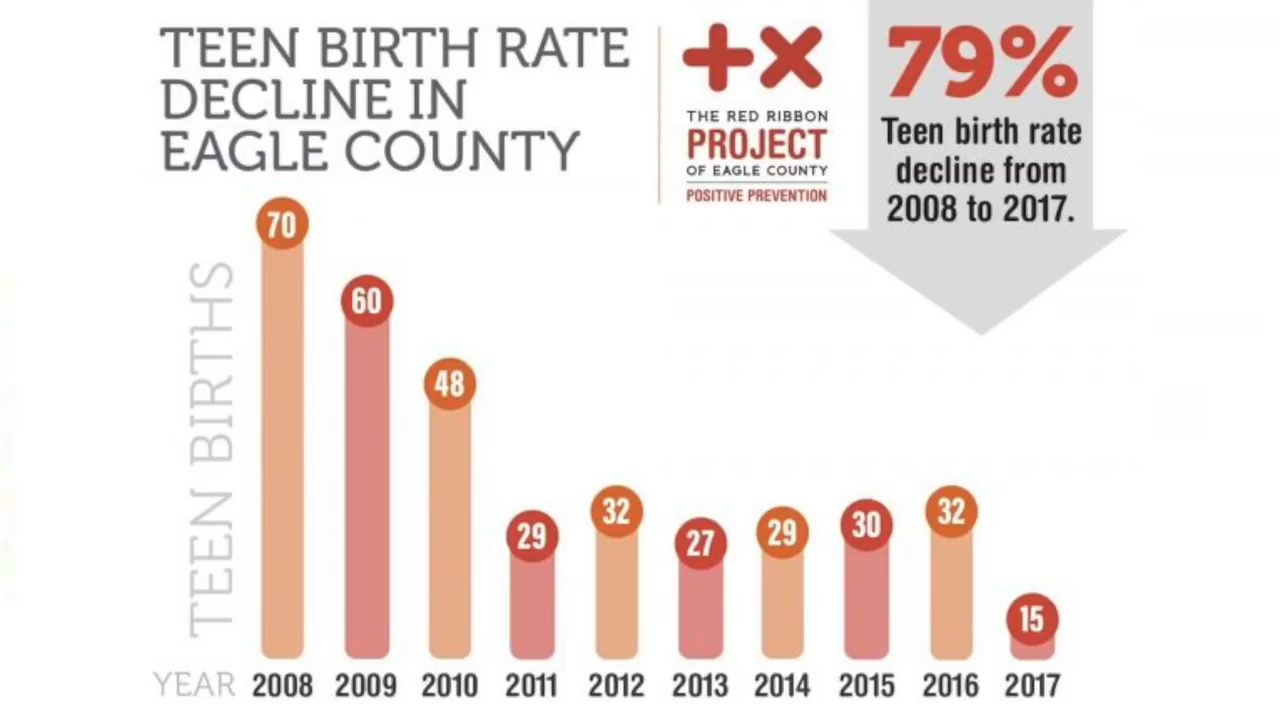 TEEN BIRTH RATE
DECLINE IN
EAGLE COUNTY
THE RED RIBBON
PROJECT
OF EAGLE COUNTY
POSITIVE PREVENTION
79%
Teen birth rate
decline from
2008 to 2017.
TEEN BIRTHS
70
60
48
29
32
27
29
30
32
15
YEAR 2008 2009 2010 2011 2012 2013 2014 2015 2016 2017